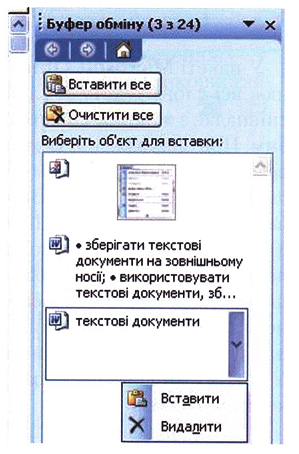 Буфер обміну (3 з 24)
Вставити все
Очистити все
Виберіть об'єкт для вставки:
• зберігати текстові
документи на зовнішньому
носії; • використовувати
текстові документи, зб...
текстові документи
Вставити
Видалити